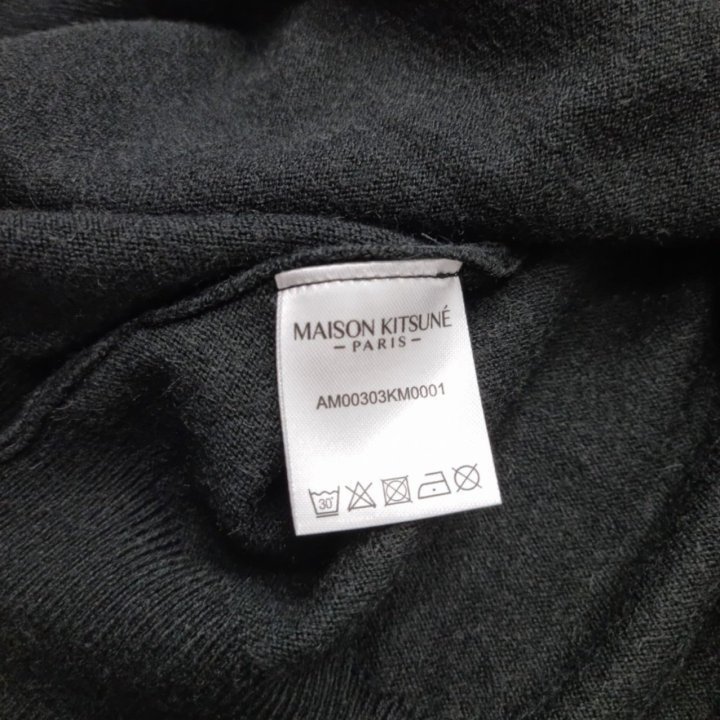 MAISON KITSUNÉ
- PARIS -
AM00303KM0001
30°